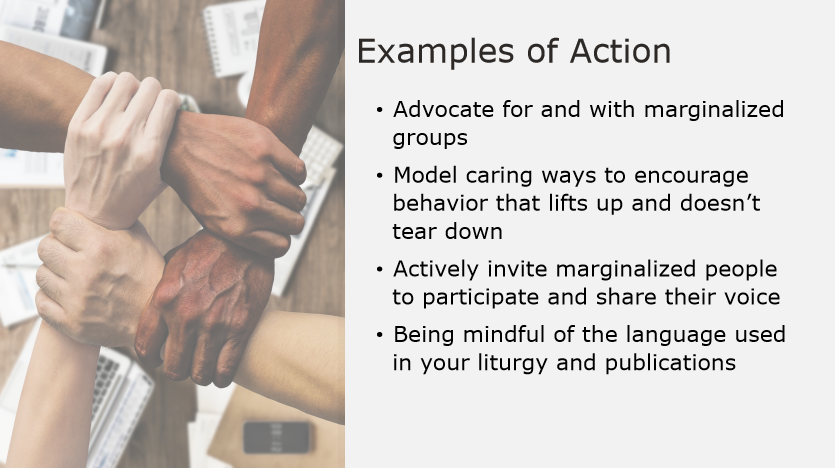 Examples of Action
• Advocate for and with marginalized
groups
• Model caring ways to encourage
behavior that lifts up and doesn’t
tear down
• Actively invite marginalized people
to participate and share their voice
• Being mindful of the language used
in your liturgy and publications